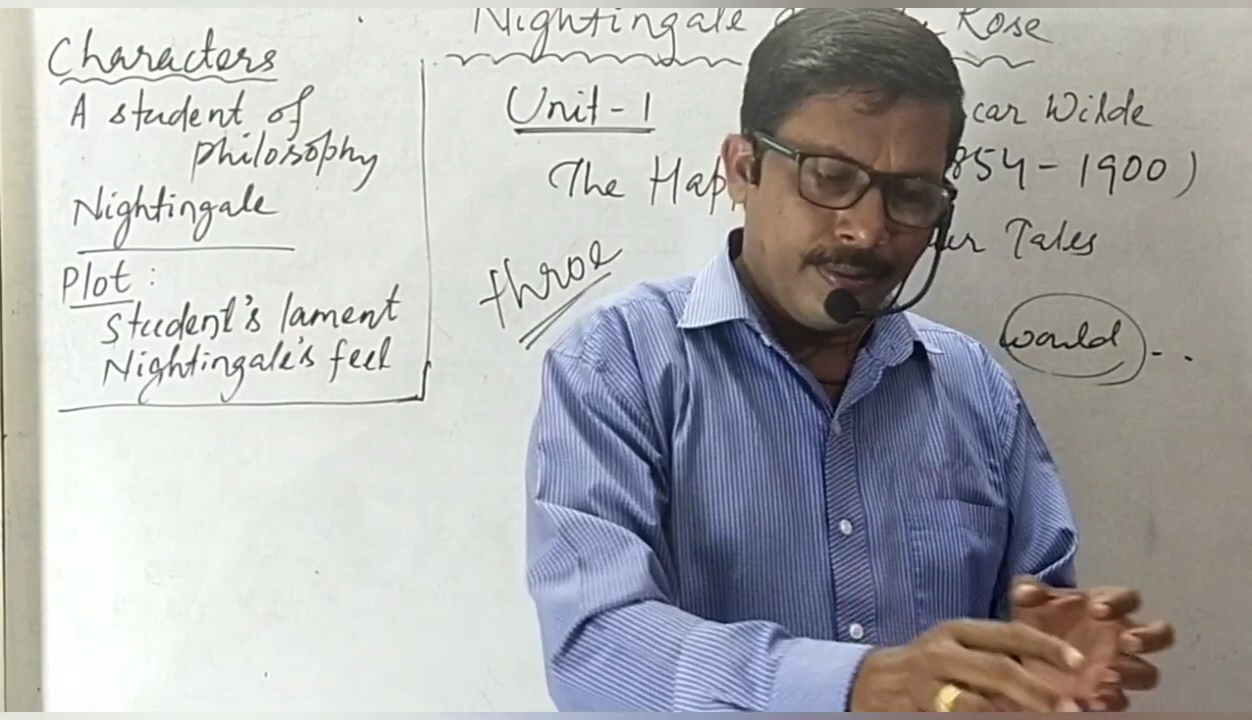 Characters
A student of
philosophy
Nightingale
Plot :
Student's lament
Nightingale's feel
Nightingale Rose
Unit-1
car Wilde
The Hap 854-1900)
Tales
throe
would ..